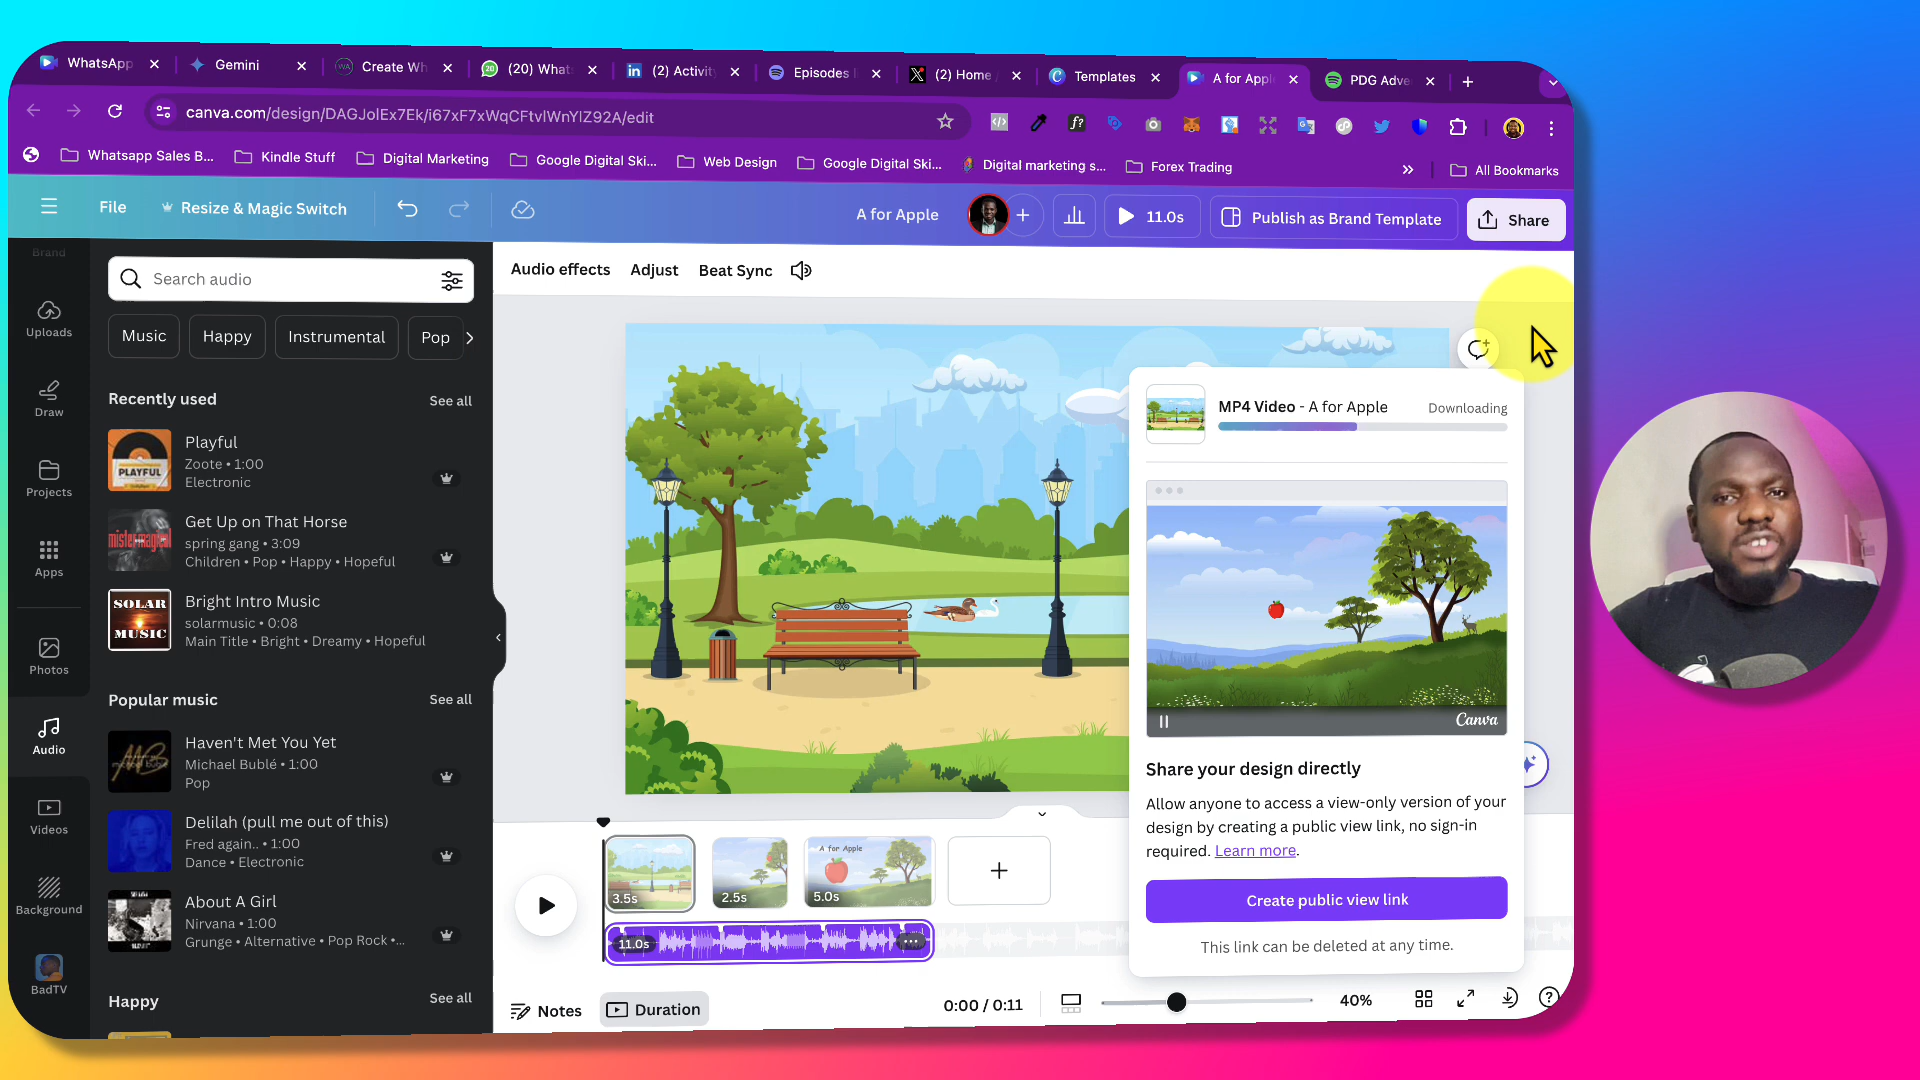 WhatsApp
Gemini
Create Wh
(20) What
(2) Activity
Episodes
(2) Home
Templates
A for Apple
PDG Adve
canva.com/design/DAGJoIEx7Ek/i67xF7xWqCFtvIWnYIZ92A/edit
Whatsapp Sales B...
Kindle Stuff
Digital Marketing
Google Digital Ski...
Web Design
Google Digital Ski...
Digital marketing s...
Forex Trading
All Bookmarks
File
Resize & Magic Switch
A for Apple
11.0s
Publish as Brand Template
Share
Brand
Uploads
Draw
Projects
Apps
Photos
Audio
Videos
Background
BadTV
Search audio
Music
Happy
Instrumental
Pop
Recently used
See all
PLAYFUL
Playful
Zoote • 1:00
Electronic
Get Up on That Horse
spring gang • 3:09
Children • Pop • Happy • Hopeful
SOLAR
MUSIC
Bright Intro Music
solarmusic • 0:08
Main Title • Bright • Dreamy • Hopeful
Popular music
See all
Haven't Met You Yet
Michael Bublé • 1:00
Pop
Delilah (pull me out of this)
Fred again.. • 1:00
Dance • Electronic
About A Girl
Nirvana • 1:00
Grunge • Alternative • Pop Rock •...
Happy
See all
Audio effects
Adjust
Beat Sync
MP4 Video - A for Apple
Downloading
Canva
Share your design directly
Allow anyone to access a view-only version of your
design by creating a public view link, no sign-in
required. Learn more.
Create public view link
This link can be deleted at any time.
3.5s
2.5s
A for Apple
5.0s
11.0s
Notes
Duration
0:00 / 0:11
40%